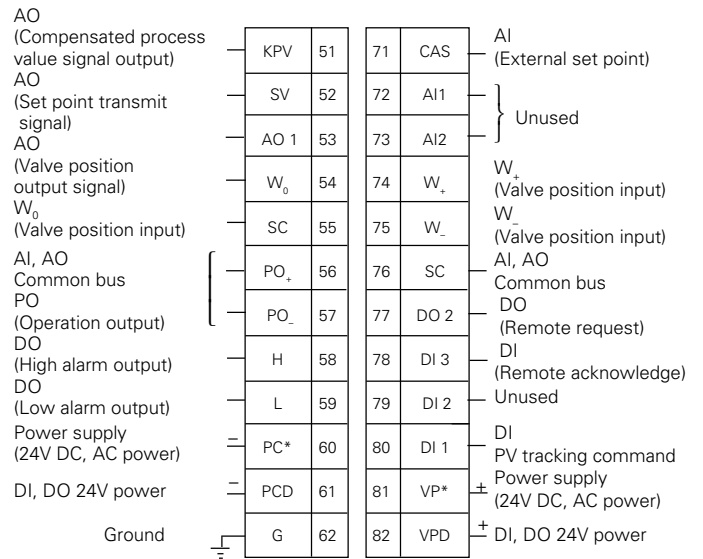 AO
(Compensated process
value signal output)
AO
(Set point transmit
signal)
AO
(Valve position
output signal)
W0
(Valve position input)
AI, AO
Common bus
PO
(Operation output)
DO
(High alarm output)
DO
(Low alarm output)
Power supply
(24V DC, AC power)
DI, DO 24V power
Ground
KPV 51
SV 52
AO 1 53
W0 54
SC 55
PO+ 56
PO- 57
H 58
L 59
– PC* 60
– PCD 61
G 62
71 CAS
72 AI1
73 AI2
74 W+
75 W-
76 SC
77 DO 2
78 DI 3
79 DI 2
80 DI 1
81 VP* +
82 VPD +
AI
(External set point)
Unused
W+
(Valve position input)
W-
(Valve position input)
AI, AO
Common bus
DO
(Remote request)
DI
(Remote acknowledge)
Unused
DI
PV tracking command
Power supply
(24V DC, AC power)
DI, DO 24V power